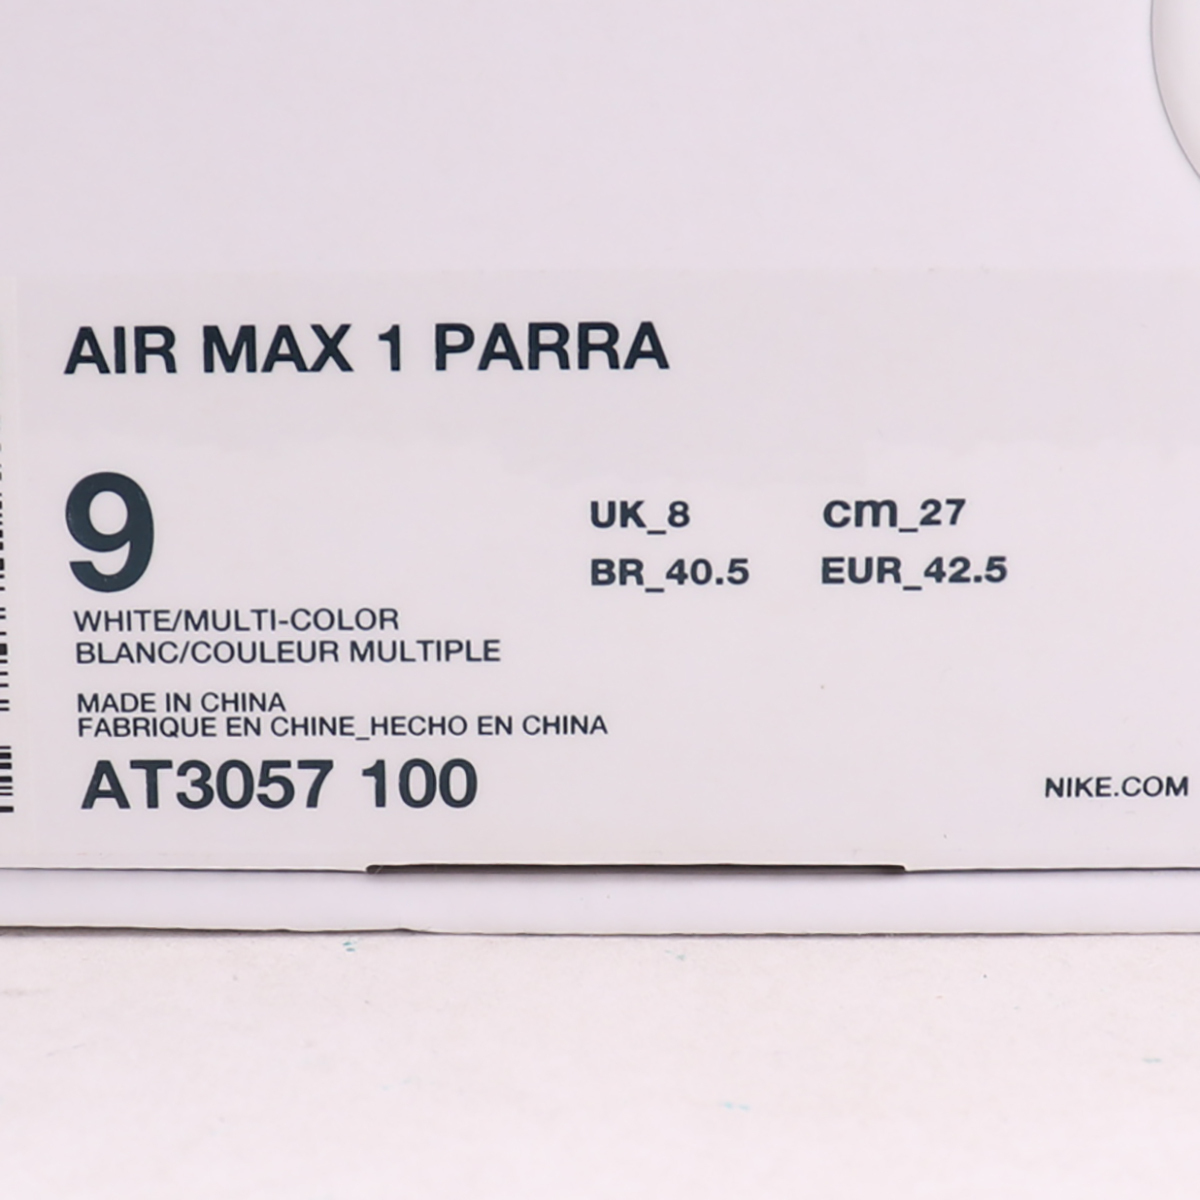 AIR MAX 1 PARRA
9
UK_8 cm_27
BR_40.5 EUR_42.5
WHITE/MULTI-COLOR
BLANC/COULEUR MULTIPLE
MADE IN CHINA
FABRIQUE EN CHINE_HECHO EN CHINA
AT3057 100
NIKE.COM